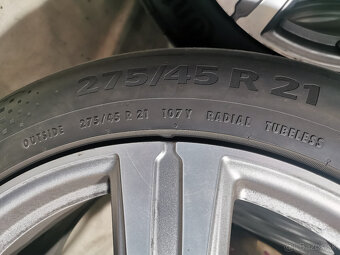 275/45 R 21
OUTSIDE 275/45 R 21 107Y RADIAL TUBELESS